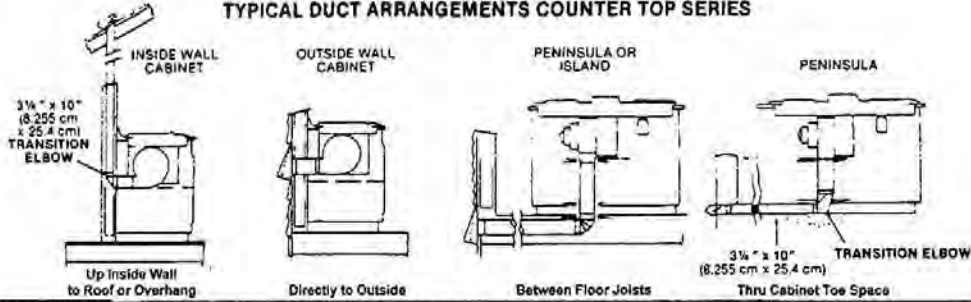 TYPICAL DUCT ARRANGEMENTS COUNTER TOP SERIES
INSIDE WALL
CABINET
3¼" x 10"
(8.255 cm
x 25.4 cm)
TRANSITION
ELBOW
Up Inside Wall
to Roof or Overhang
OUTSIDE WALL
CABINET
Directly to Outside
PENINSULA OR
ISLAND
Between Floor Joists
PENINSULA
3¼" x 10"
(8.255 cm x 25.4 cm)
TRANSITION ELBOW
Thru Cabinet Toe Space